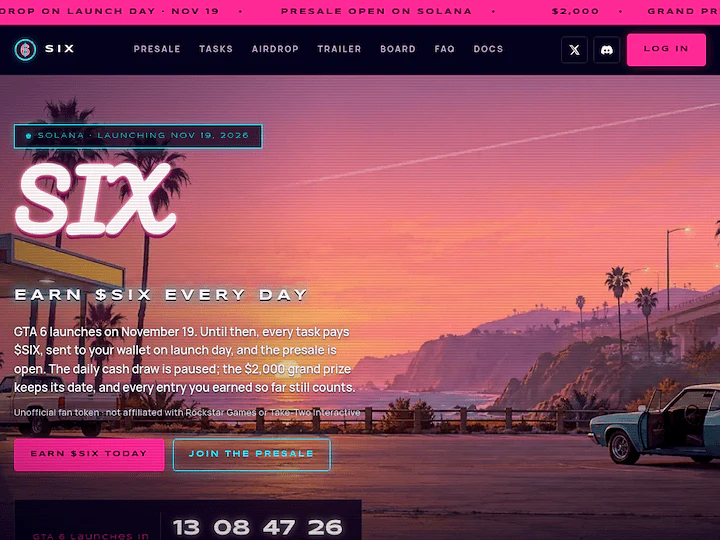 DROP ON LAUNCH DAY · NOV 19 • PRESALE OPEN ON SOLANA • $2,000 • GRAND PR
SIX PRESALE TASKS AIRDROP TRAILER BOARD FAQ DOCS LOG IN
SOLANA · LAUNCHING NOV 19, 2026
SIX
EARN $SIX EVERY DAY
GTA 6 launches on November 19. Until then, every task pays
$SIX, sent to your wallet on launch day, and the presale is
open. The daily cash draw is paused; the $2,000 grand prize
keeps its date, and every entry you earned so far still counts.
Unofficial fan token · not affiliated with Rockstar Games or Take-Two Interactive
EARN $SIX TODAY JOIN THE PRESALE
GTA 6 LAUNCHES IN 13 08 47 26